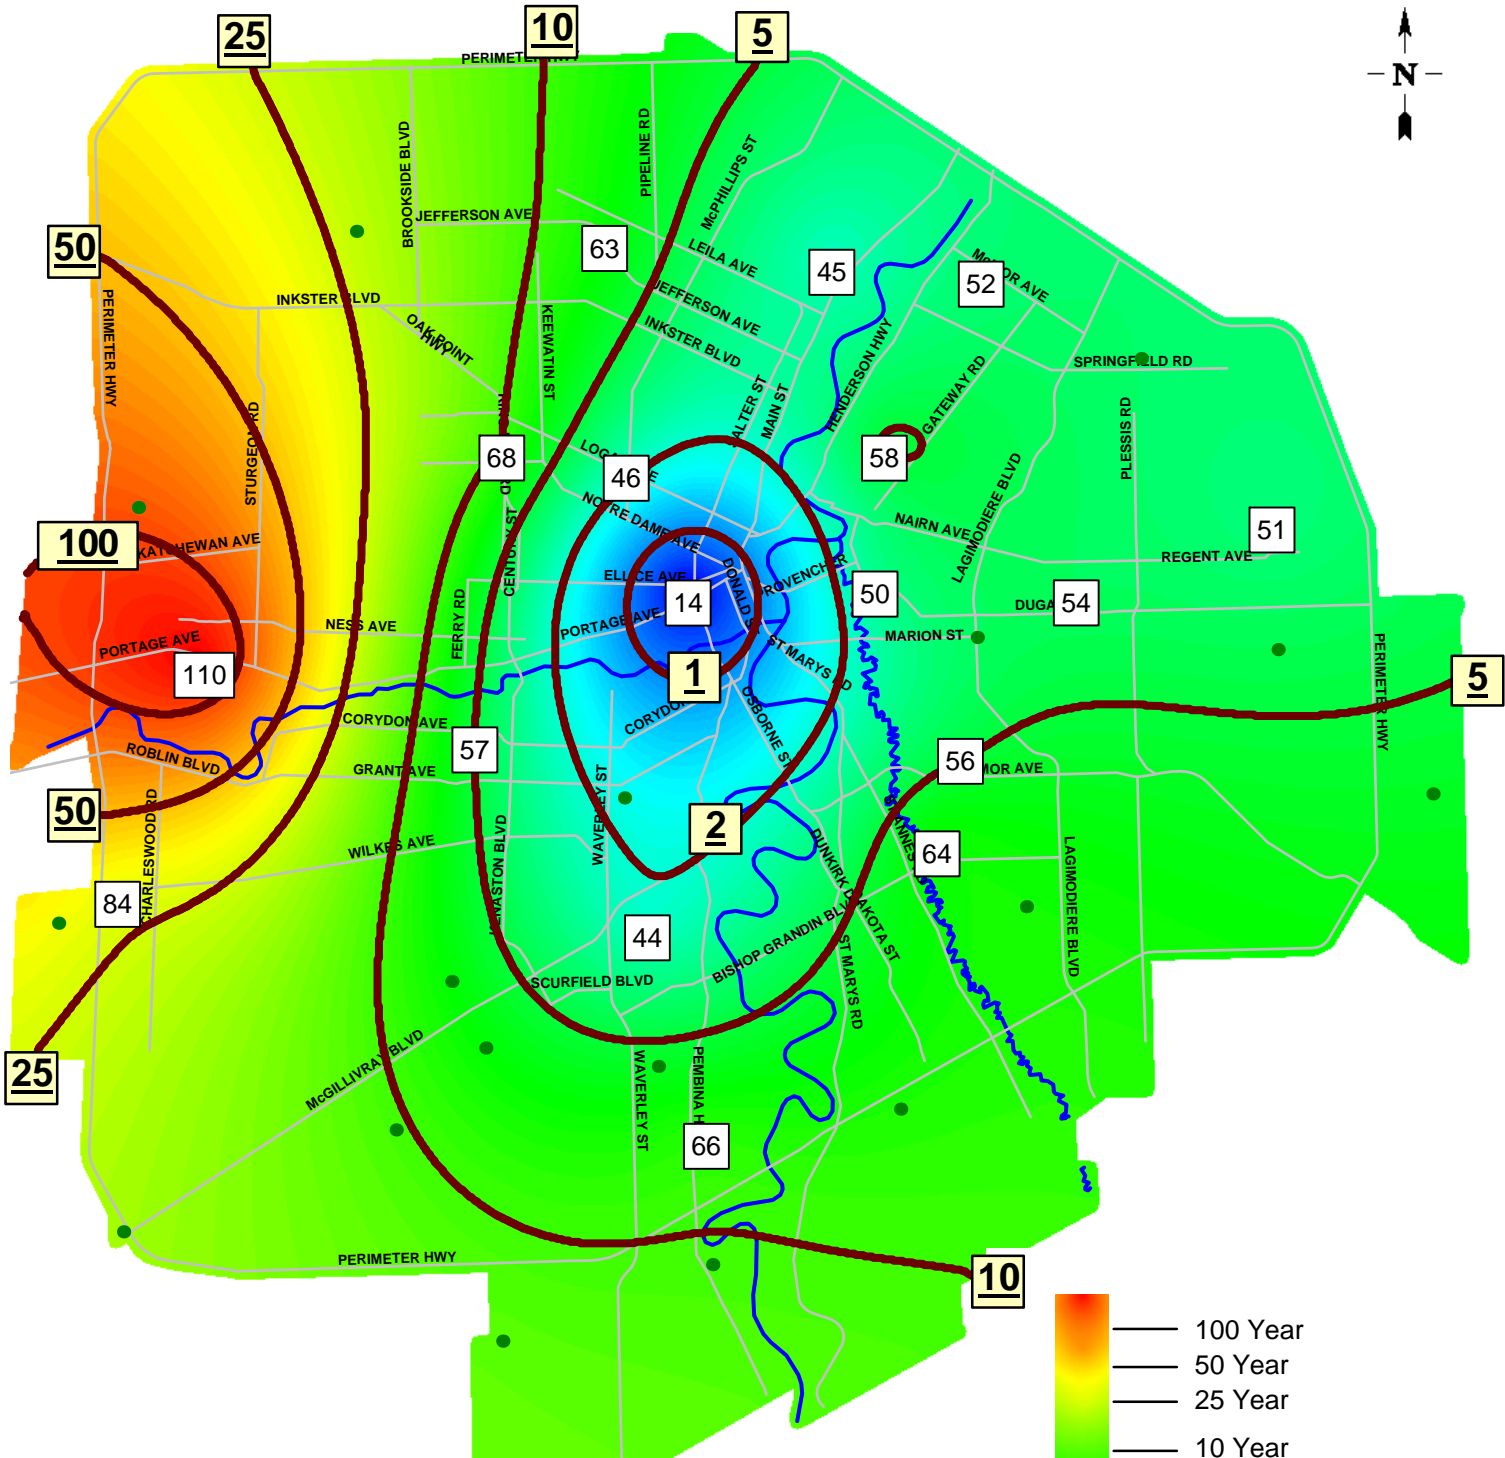 25
10
5
N
PERIMETER HWY
BROOKSIDE BLVD
PIPELINE RD
McPHILLIPS ST
JEFFERSON AVE
50
63
LEILA AVE
45
52
PERIMETER HWY
INKSTER BLVD
JEFFERSON AVE
OAK POINT
HWY
KEEWATIN ST
INKSTER BLVD
HENDERSON HWY
SPRINGFIELD RD
GATEWAY RD
SALTER ST
MAIN ST
STURGEON RD
PLESSIS RD
68
46
58
NOTRE DAME AVE
LAGIMODIERE BLVD
NAIRN AVE
51
100
CENTURY ST
REGENT AVE
ELLICE AVE
DONALD ST
14
50
54
FERRY RD
NESS AVE
PORTAGE AVE
MARION ST
PORTAGE AVE
ST MARYS RD
PERIMETER HWY
110
1
5
CORYDON AVE
OSBORNE ST
ROBLIN BLVD
57
56
GRANT AVE
WAVERLEY ST
50
2
CHARLESWOOD RD
WILKES AVE
KENASTON BLVD
DUNKIRK
64
LAGIMODIERE BLVD
84
44
DAKOTA ST
BISHOP GRANDIN BLVD
SCURFIELD BLVD
ST MARYS RD
25
McGILLIVRAY BLVD
WAVERLEY ST
66
PERIMETER HWY
10
100 Year
50 Year
25 Year
10 Year